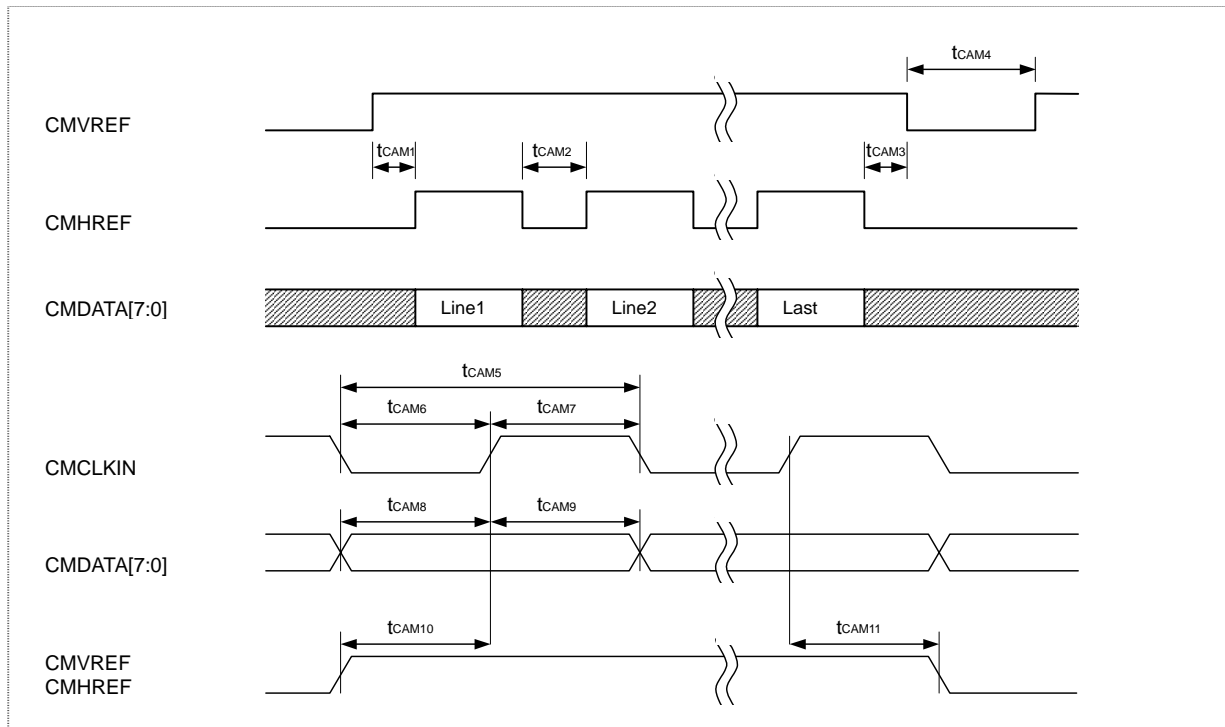 tCAM4
CMVREF
tCAM1 tCAM2 tCAM3
CMHREF
CMDATA[7:0] Line1 Line2 Last
tCAM5
tCAM6 tCAM7
CMCLKIN
tCAM8 tCAM9
CMDATA[7:0]
tCAM10 tCAM11
CMVREF
CMHREF